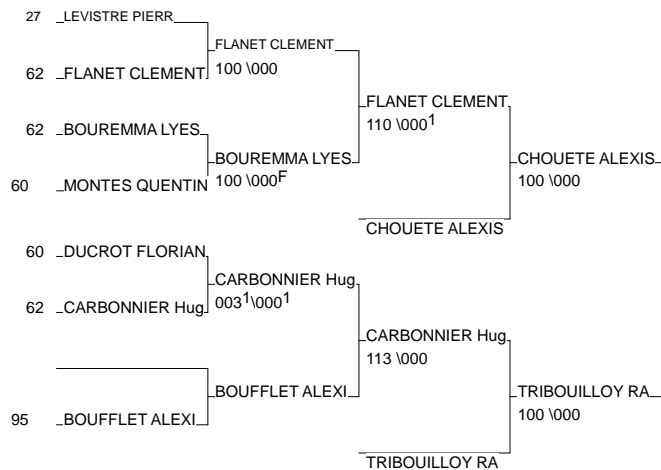 27 LEVISTRE PIERR
FLANET CLEMENT
62 FLANET CLEMENT
100 \000
FLANET CLEMENT
110 \000¹
62 BOUREMMA LYES
BOUREMMA LYES
100 \000F
CHOUETE ALEXIS
100 \000
60 MONTES QUENTIN
CHOUETE ALEXIS
60 DUCROT FLORIAN
CARBONNIER Hug
003¹\000¹
62 CARBONNIER Hug
CARBONNIER Hug
113 \000
BOUFFLET ALEXI
TRIBOUILLOY RA
100 \000
95 BOUFFLET ALEXI
TRIBOUILLOY RA